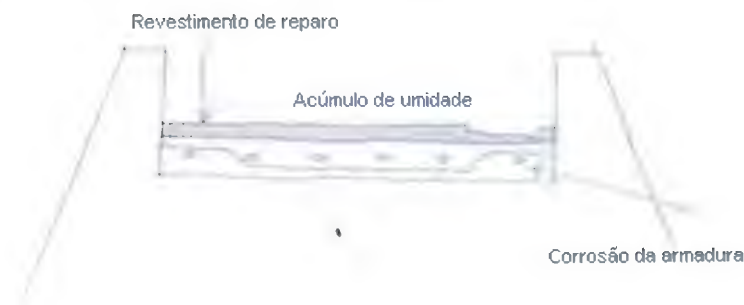 Revestimento de reparo
Acúmulo de umidade
Corrosão da armadura